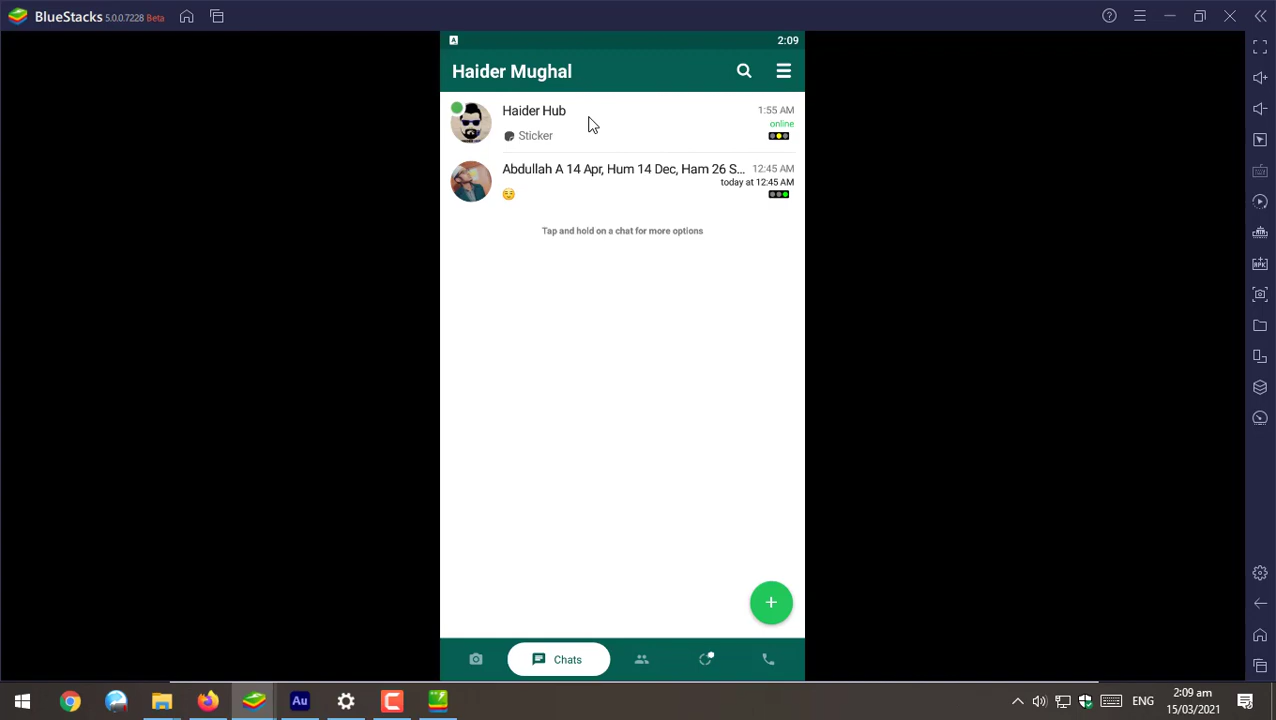 BlueStacks 5.0.0.7228 Beta
A 2:09
Haider Mughal
Haider Hub 1:55 AM
online
Sticker
Abdullah A 14 Apr, Hum 14 Dec, Ham 26 S... 12:45 AM
today at 12:45 AM
Tap and hold on a chat for more options
Chats
Au
2:09 am
15/03/2021